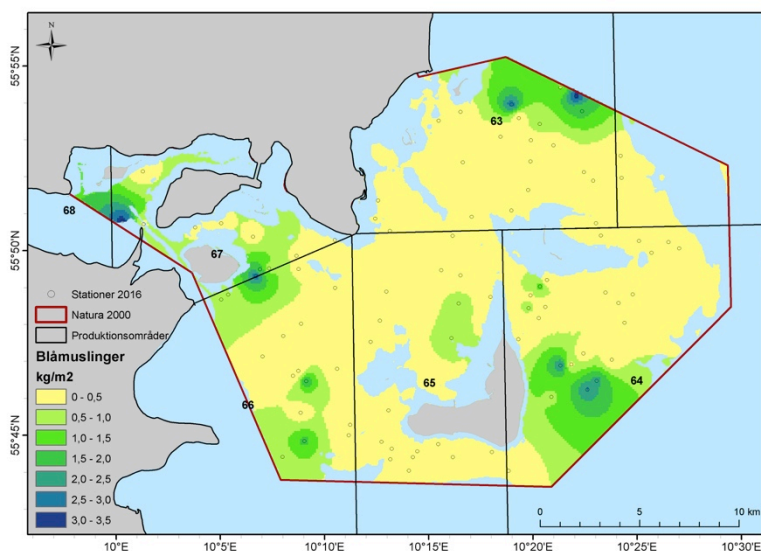 N
55°55'N
55°50'N
55°45'N
63
68
67
64
65
66
Stationer 2016
Natura 2000
Produktionsområder
Blåmuslinger
kg/m2
0 - 0,5
0,5 - 1,0
1,0 - 1,5
1,5 - 2,0
2,0 - 2,5
2,5 - 3,0
3,0 - 3,5
0 5 10 km
10°E 10°5'E 10°10'E 10°15'E 10°20'E 10°25'E 10°30'E